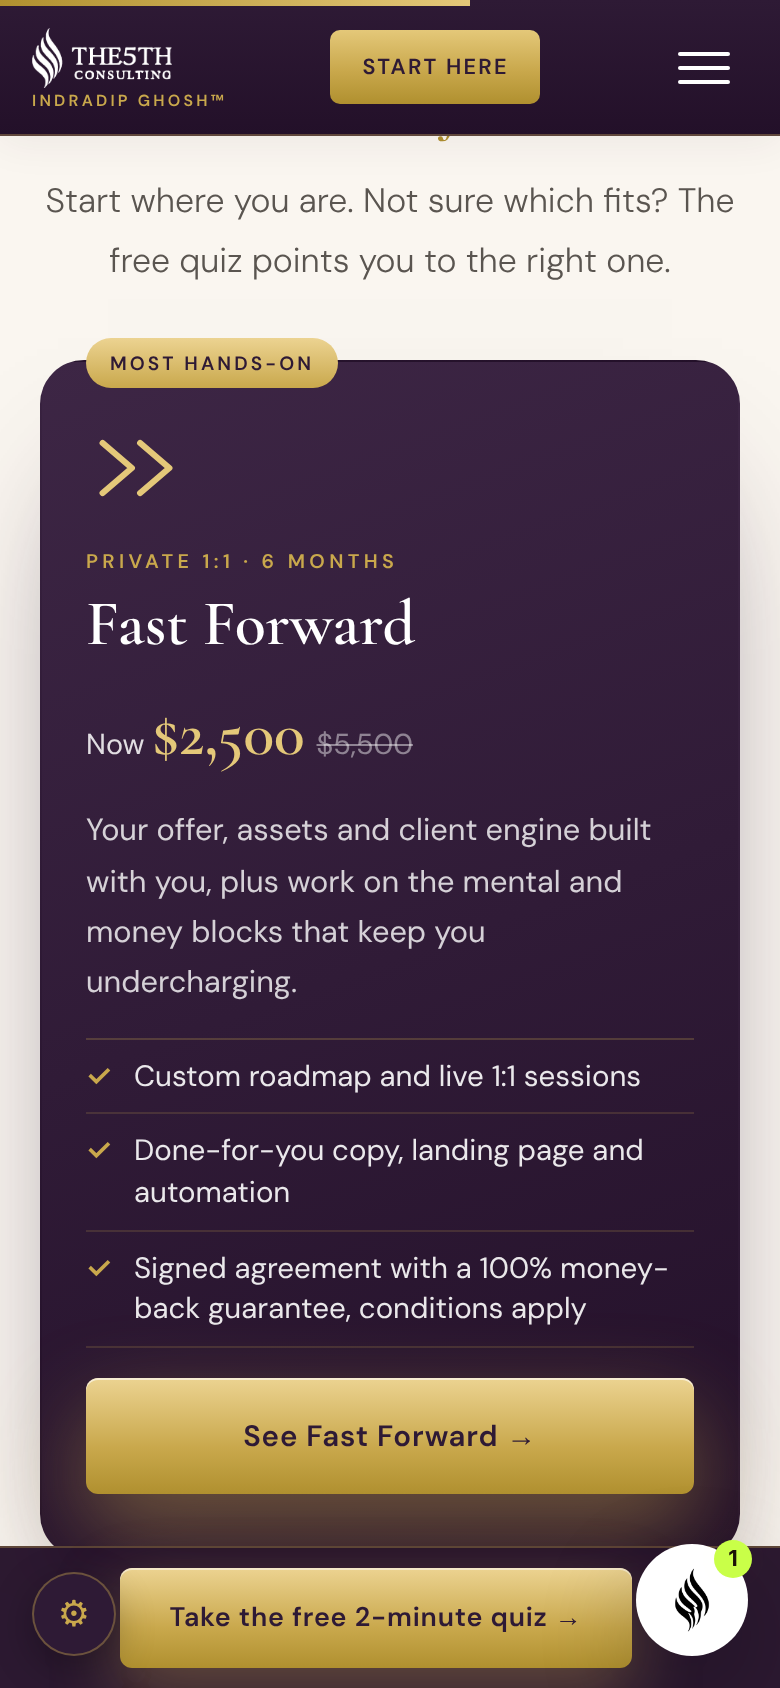 THE5TH
CONSULTING
INDRADIP GHOSH™
START HERE
Start where you are. Not sure which fits? The
free quiz points you to the right one.
MOST HANDS-ON
PRIVATE 1:1 · 6 MONTHS
Fast Forward
Now $2,500 $5,500
Your offer, assets and client engine built
with you, plus work on the mental and
money blocks that keep you
undercharging.
Custom roadmap and live 1:1 sessions
Done-for-you copy, landing page and
automation
Signed agreement with a 100% money-
back guarantee, conditions apply
See Fast Forward →
1
Take the free 2-minute quiz →